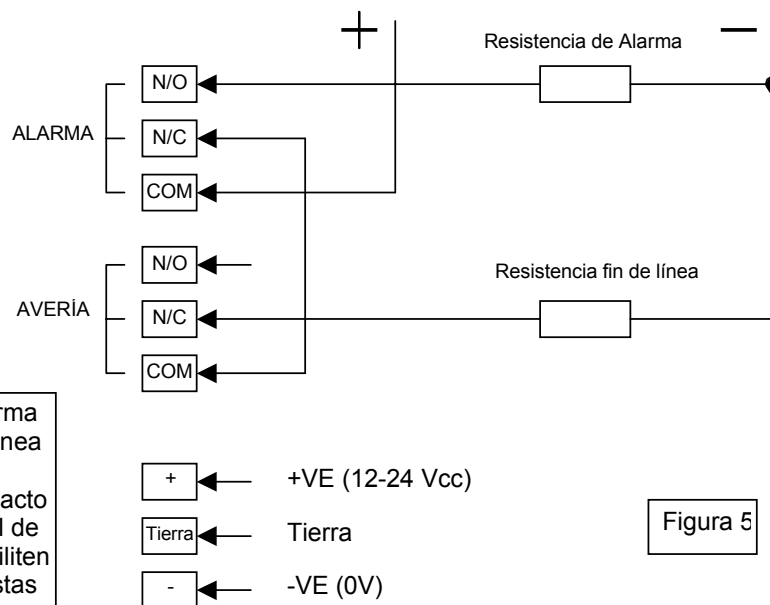 +
Resistencia de Alarma
−
ALARMA
N/O
N/C
COM
AVERÍA
N/O
N/C
COM
Resistencia fin de línea
+ +VE (12-24 Vcc)
Tierra Tierra
- -VE (0V)
Figura 5